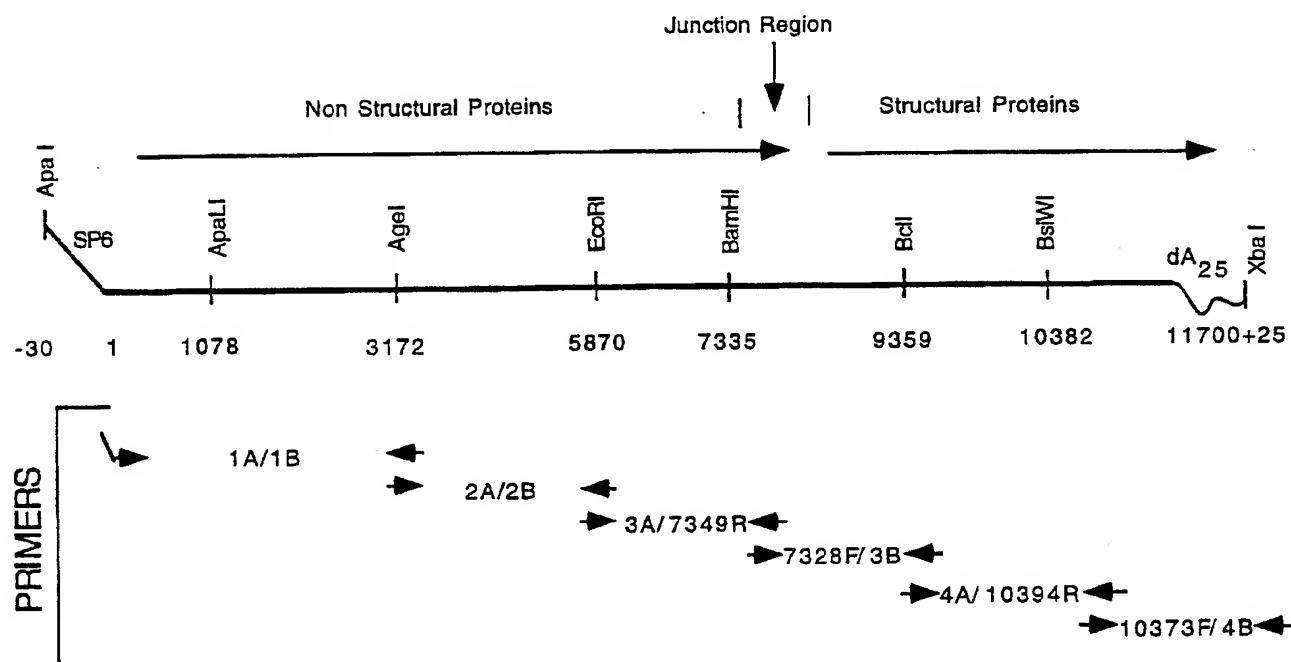 Junction Region
Non Structural Proteins
Structural Proteins
Apa I
SP6
ApaLI
AgeI
EcoRI
BamHI
BclI
BsiWI
dA25
Xba I
-30 1 1078 3172 5870 7335 9359 10382 11700+25
PRIMERS
1A/1B
2A/2B
3A/7349R
7328F/3B
4A/10394R
10373F/4B